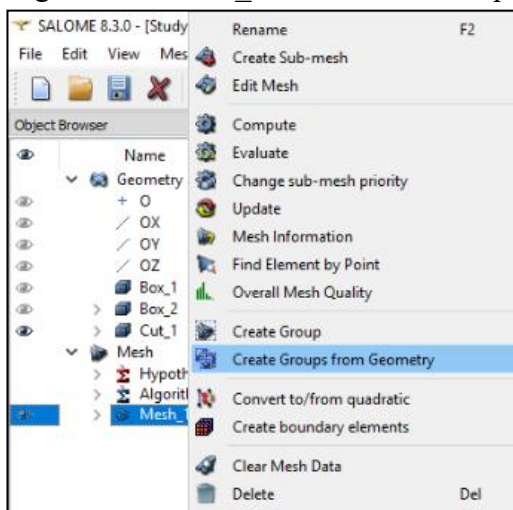 SALOME 8.3.0 - [Study
File Edit View Mes
Object Browser
Name
Geometry
O
OX
OY
OZ
Box_1
Box_2
Cut_1
Mesh
Hypoth
Algorit
Mesh_1
Rename F2
Create Sub-mesh
Edit Mesh
Compute
Evaluate
Change sub-mesh priority
Update
Mesh Information
Find Element by Point
Overall Mesh Quality
Create Group
Create Groups from Geometry
Convert to/from quadratic
Create boundary elements
Clear Mesh Data
Delete Del